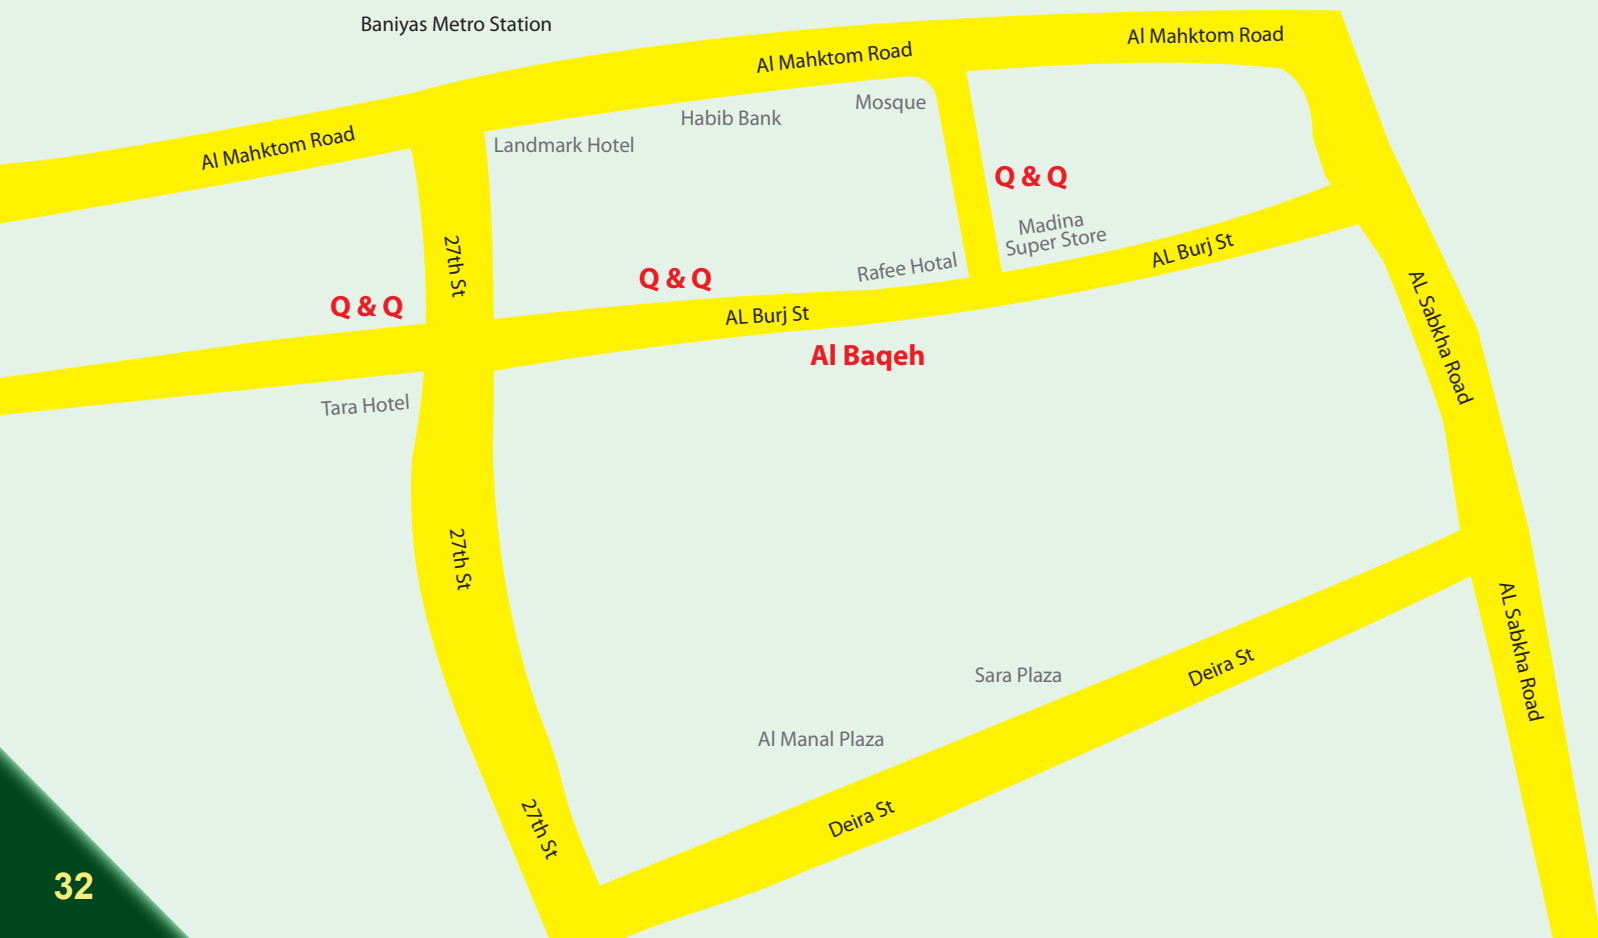 Baniyas Metro Station
Al Mahktom Road
Al Mahktom Road
Al Mahktom Road
Mosque
Habib Bank
Landmark Hotel
Q & Q
Madina
Super Store
27th St
Rafee Hotal
AL Burj St
Q & Q
Q & Q
AL Burj St
Al Baqeh
AL Sabkha Road
Tara Hotel
27th St
AL Sabkha Road
Sara Plaza
Deira St
Al Manal Plaza
Deira St
27th St
32